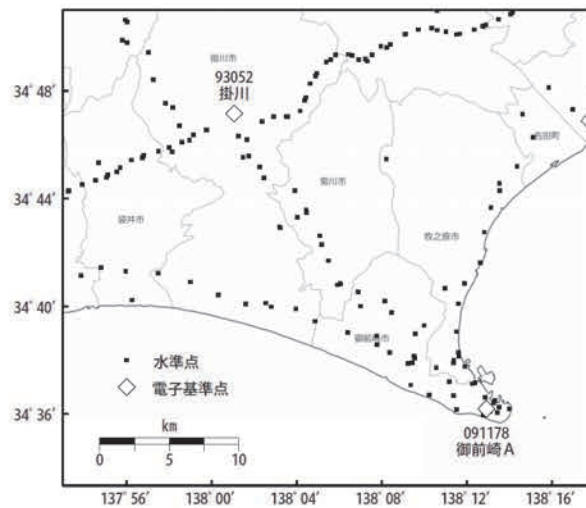 掛川市
93052
掛川
34˚ 48′
吉田町
34˚ 44′
菊川市
袋井市
牧之原市
34˚ 40′
御前崎市
水準点
電子基準点
34˚ 36′
km
0 5 10
091178
御前崎A
137˚ 56′ 138˚ 00′ 138˚ 04′ 138˚ 08′ 138˚ 12′ 138˚ 16′